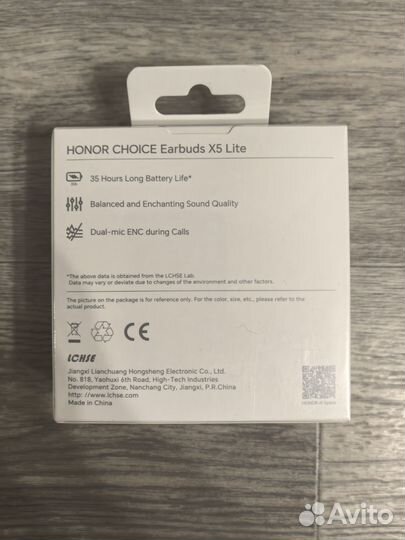 HONOR CHOICE Earbuds X5 Lite
35 Hours Long Battery Life*
Balanced and Enchanting Sound Quality
Dual-mic ENC during Calls
*The above data is obtained from the LCHSE Lab.
Data may vary or deviate due to changes of the environment and other factors.
The picture on the package is for reference only. For the color, size, etc., please refer to the
actual product.
CE
LCHSE
Jiangxi Lianchuang Hongsheng Electronic Co., Ltd.
No. 818, Yaohuxi 6th Road, High-Tech Industries
Development Zone, Nanchang City, Jiangxi, P.R.China
http://www.lchse.com
Made in China
Avito